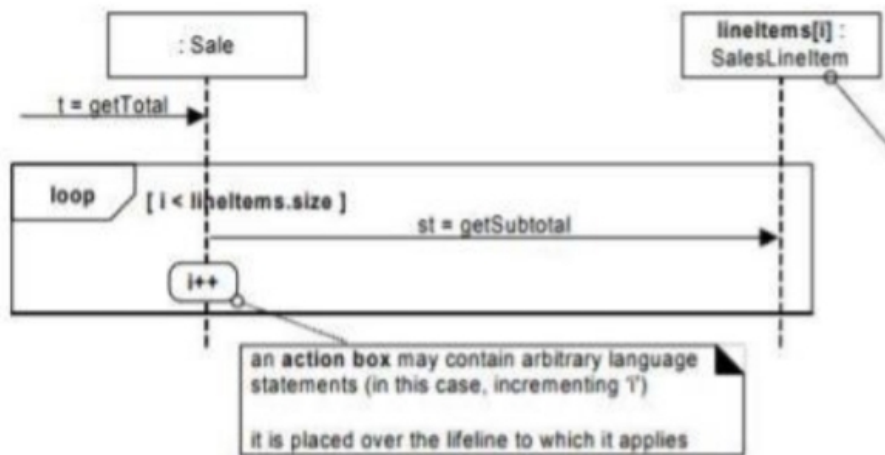 : Sale
lineItems[i] :
SalesLineItem
t = getTotal
loop
[ i < lineItems.size ]
st = getSubtotal
i++
an action box may contain arbitrary language
statements (in this case, incrementing 'i')
it is placed over the lifeline to which it applies